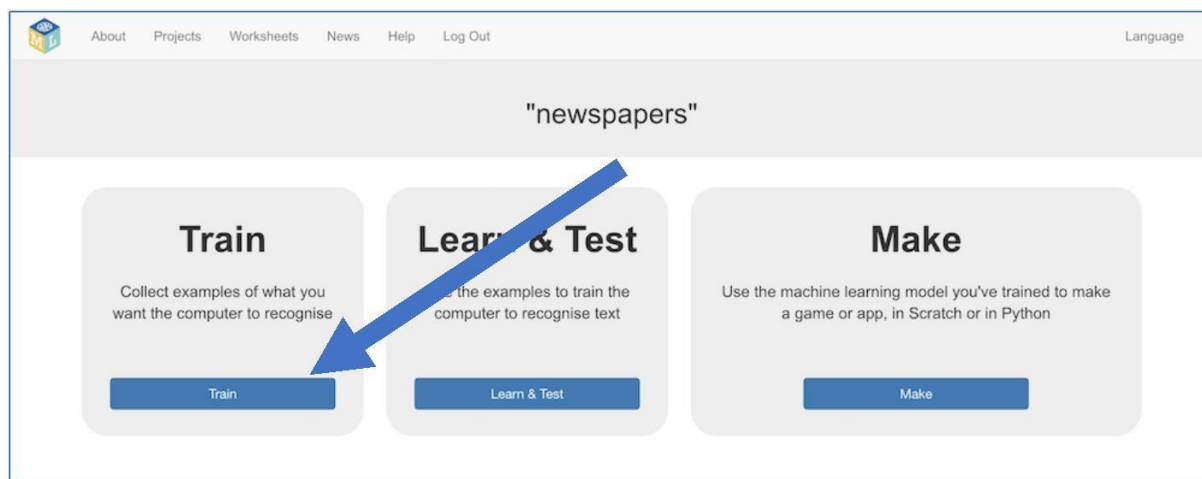 M L
About Projects Worksheets News Help Log Out Language
"newspapers"
Train
Collect examples of what you
want the computer to recognise
Train
Learn & Test
the examples to train the
computer to recognise text
Learn & Test
Make
Use the machine learning model you've trained to make
a game or app, in Scratch or in Python
Make